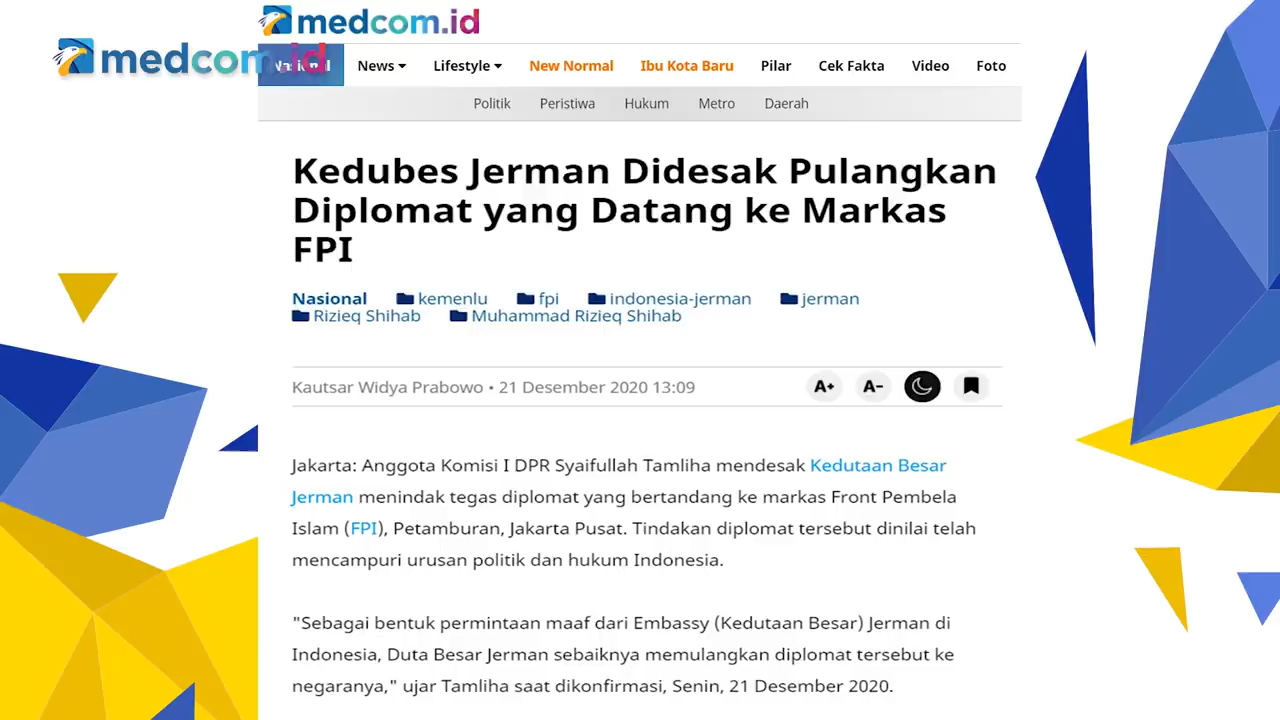 medcom.id
medcom.id
Nasional News Lifestyle New Normal Ibu Kota Baru Pilar Cek Fakta Video Foto
Politik Peristiwa Hukum Metro Daerah
Kedubes Jerman Didesak Pulangkan
Diplomat yang Datang ke Markas
FPI
Nasional kemenlu fpi indonesia-jerman jerman
Rizieq Shihab Muhammad Rizieq Shihab
Kautsar Widya Prabowo • 21 Desember 2020 13:09 A+ A-
Jakarta: Anggota Komisi I DPR Syaifullah Tamliha mendesak Kedutaan Besar
Jerman menindak tegas diplomat yang bertandang ke markas Front Pembela
Islam (FPI), Petamburan, Jakarta Pusat. Tindakan diplomat tersebut dinilai telah
mencampuri urusan politik dan hukum Indonesia.
"Sebagai bentuk permintaan maaf dari Embassy (Kedutaan Besar) Jerman di
Indonesia, Duta Besar Jerman sebaiknya memulangkan diplomat tersebut ke
negaranya," ujar Tamliha saat dikonfirmasi, Senin, 21 Desember 2020.